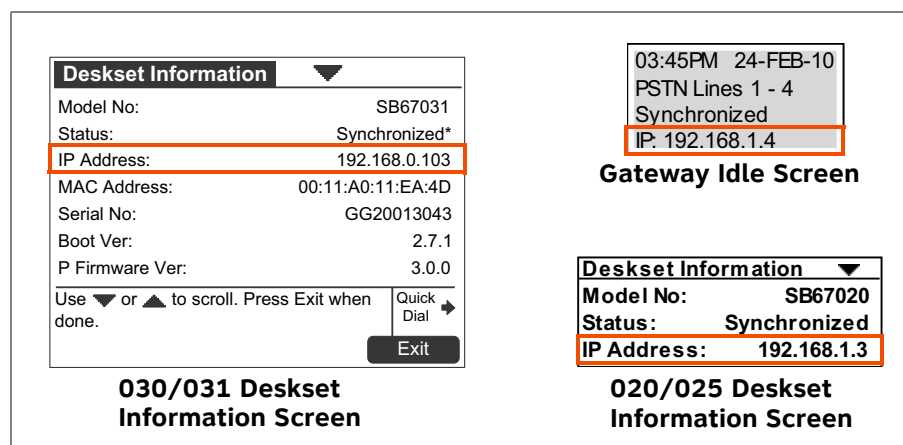 Deskset Information
Model No: SB67031
Status: Synchronized*
IP Address: 192.168.0.103
MAC Address: 00:11:A0:11:EA:4D
Serial No: GG20013043
Boot Ver: 2.7.1
P Firmware Ver: 3.0.0
Use ▼ or ▲ to scroll. Press Exit when done.
Quick Dial
Exit
030/031 Deskset
Information Screen
03:45PM 24-FEB-10
PSTN Lines 1 - 4
Synchronized
IP: 192.168.1.4
Gateway Idle Screen
Deskset Information
Model No: SB67020
Status: Synchronized
IP Address: 192.168.1.3
020/025 Deskset
Information Screen